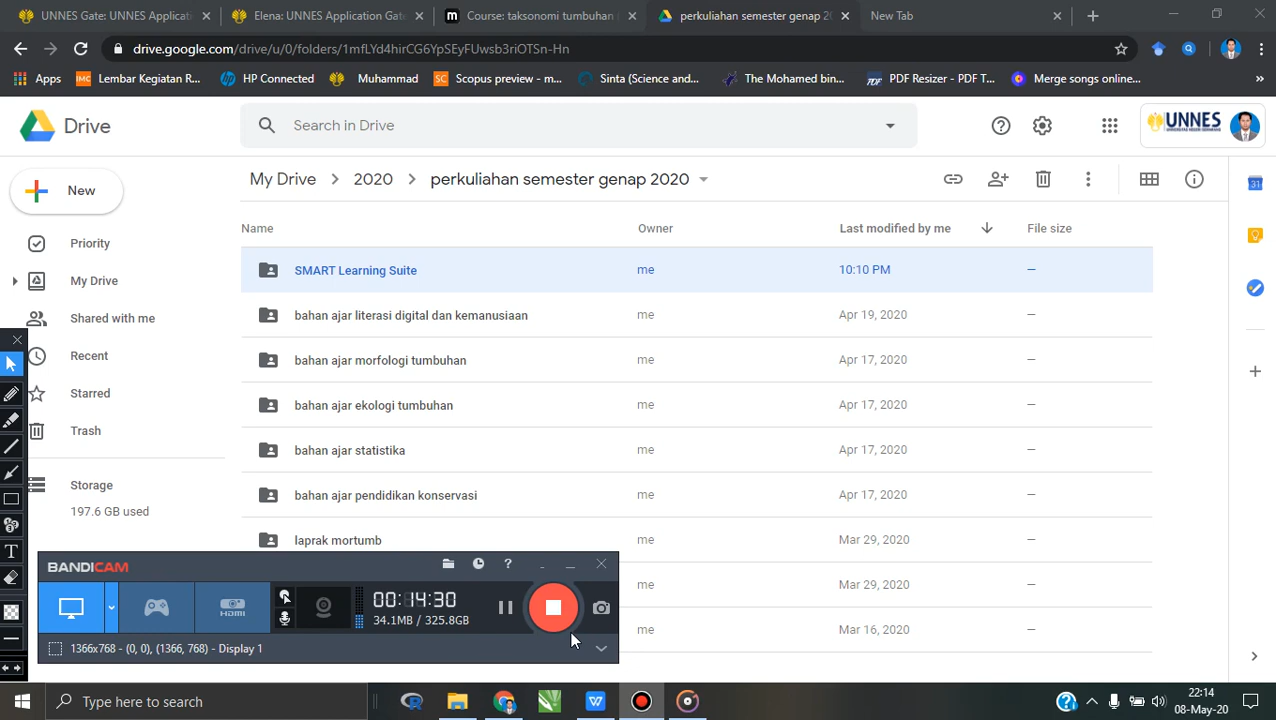 UNNES Gate: UNNES Applicati
Elena: UNNES Application Gate
Course: taksonomi tumbuhan
perkuliahan semester genap 20
New Tab
drive.google.com/drive/u/0/folders/1mfLYd4hirCG6YpSEyFUwsb3riOTSn-Hn
Apps
Lembar Kegiatan R...
HP Connected
Muhammad
Scopus preview - m...
Sinta (Science and...
The Mohamed bin...
PDF Resizer - PDF T...
Merge songs online...
»
Drive
Search in Drive
UNNES
New
My Drive > 2020 > perkuliahan semester genap 2020
Name Owner Last modified by me File size
Priority
My Drive
Shared with me
Recent
Starred
Trash
Storage
197.6 GB used
SMART Learning Suite me 10:10 PM —
bahan ajar literasi digital dan kemanusiaan me Apr 19, 2020 —
bahan ajar morfologi tumbuhan me Apr 17, 2020 —
bahan ajar ekologi tumbuhan me Apr 17, 2020 —
bahan ajar statistika me Apr 17, 2020 —
bahan ajar pendidikan konservasi me Apr 17, 2020 —
laprak mortumb me Mar 29, 2020 —
me Mar 29, 2020 —
me Mar 16, 2020 —
31
T
BANDICAM
?
HDMI
00:14:30
34.1MB / 325.8GB
1366x768 - (0, 0), (1366, 768) - Display 1
Type here to search
22:14
08-May-20